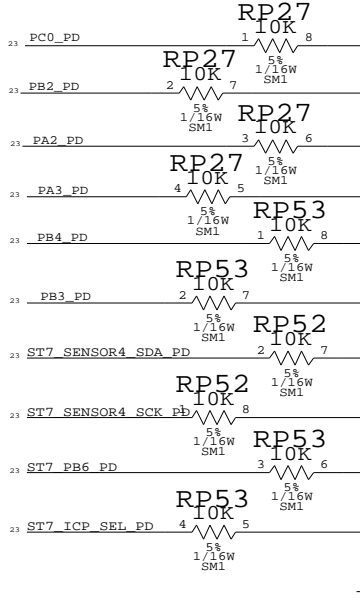 RP27
10K
23 PC0_PD 1 8
5%
1/16W
SM1
RP27
10K
23 PB2_PD 2 7
5%
1/16W
SM1
RP27
10K
23 PA2_PD 3 6
5%
1/16W
SM1
RP27
10K
23 PA3_PD 4 5
5%
1/16W
SM1
RP53
10K
23 PB4_PD 1 8
5%
1/16W
SM1
RP53
10K
23 PB3_PD 2 7
5%
1/16W
SM1
RP52
10K
23 ST7_SENSOR4_SDA_PD 2 7
5%
1/16W
SM1
RP52
10K
23 ST7_SENSOR4_SCK_PD 1 8
5%
1/16W
SM1
RP53
10K
23 ST7_PB6_PD 3 6
5%
1/16W
SM1
RP53
10K
23 ST7_ICP_SEL_PD 4 5
5%
1/16W
SM1